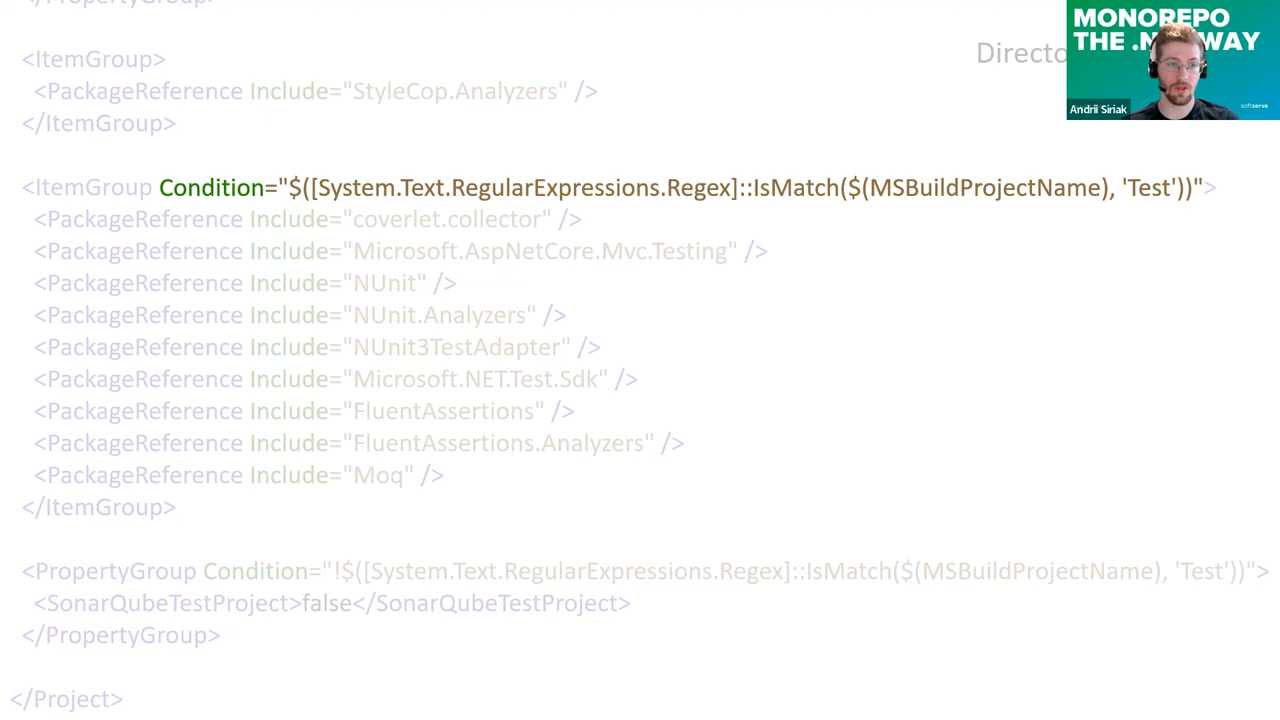 </PropertyGroup>
<ItemGroup>
<PackageReference Include="StyleCop.Analyzers" />
</ItemGroup>
<ItemGroup Condition="$([System.Text.RegularExpressions.Regex]::IsMatch($(MSBuildProjectName), 'Test'))">
<PackageReference Include="coverlet.collector" />
<PackageReference Include="Microsoft.AspNetCore.Mvc.Testing" />
<PackageReference Include="NUnit" />
<PackageReference Include="NUnit.Analyzers" />
<PackageReference Include="NUnit3TestAdapter" />
<PackageReference Include="Microsoft.NET.Test.Sdk" />
<PackageReference Include="FluentAssertions" />
<PackageReference Include="FluentAssertions.Analyzers" />
<PackageReference Include="Moq" />
</ItemGroup>
<PropertyGroup Condition="!$([System.Text.RegularExpressions.Regex]::IsMatch($(MSBuildProjectName), 'Test'))">
<SonarQubeTestProject>false</SonarQubeTestProject>
</PropertyGroup>
</Project>
MONOREPO
THE WAY
Andrii Siriak
softserve